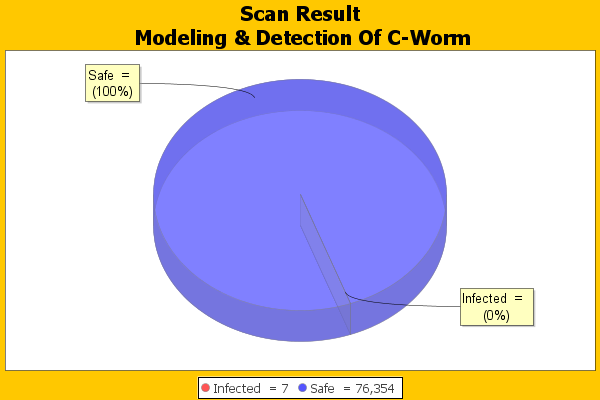 Scan Result
Modeling & Detection Of C-Worm
Safe =
(100%)
Infected =
(0%)
Infected = 7 Safe = 76,354